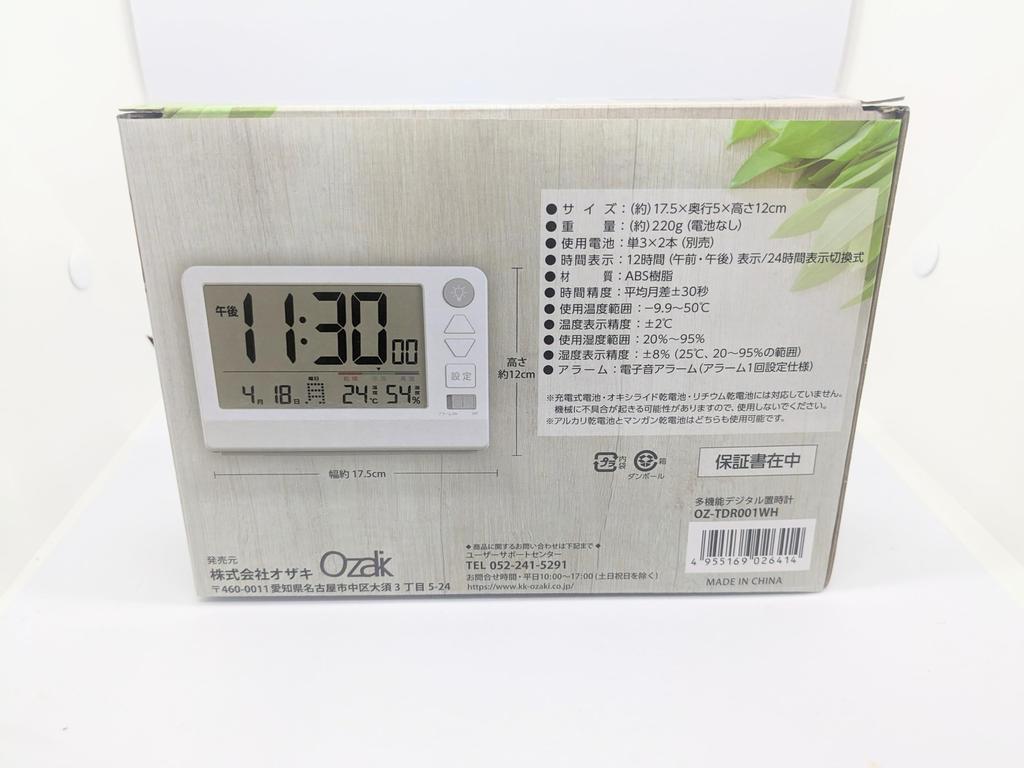 ● サイズ：(約)17.5×奥行5×高さ12cm
● 重量：(約)220g (電池なし)
● 使用電池：単3×2本 (別売)
● 時間表示：12時間 (午前・午後) 表示/24時間表示切換式
● 材質：ABS樹脂
● 時間精度：平均月差±30秒
● 使用温度範囲：−9.9〜50℃
● 温度表示精度：±2℃
● 使用湿度範囲：20%〜95%
● 湿度表示精度：±8% (25℃、20〜95%の範囲)
● アラーム：電子音アラーム(アラーム1回設定仕様)
※充電式電池・オキシライド乾電池・リチウム乾電池には対応していません。
機械に不具合が起きる可能性がありますので、使用しないでください。
※アルカリ乾電池とマンガン乾電池はどちらも使用可能です。
午後 11:30 00
曜日 乾燥 高湿
4月 18日 月 温度 24℃ 湿度 54%
設定
高さ
約12cm
幅約 17.5cm
プラ 内袋
箱
ダンボール
保証書在中
多機能デジタル置時計
OZ-TDR001WH
4 955169 026414
MADE IN CHINA
発売元
株式会社オザキ Ozaki
〒460-0011 愛知県名古屋市中区大須3丁目5-24
◆ 商品に関するお問い合わせは下記まで ◆
ユーザーサポートセンター
TEL 052-241-5291
お問合せ時間・平日10:00〜17:00 (土日祝日を除く)
https://www.kk-ozaki.co.jp/